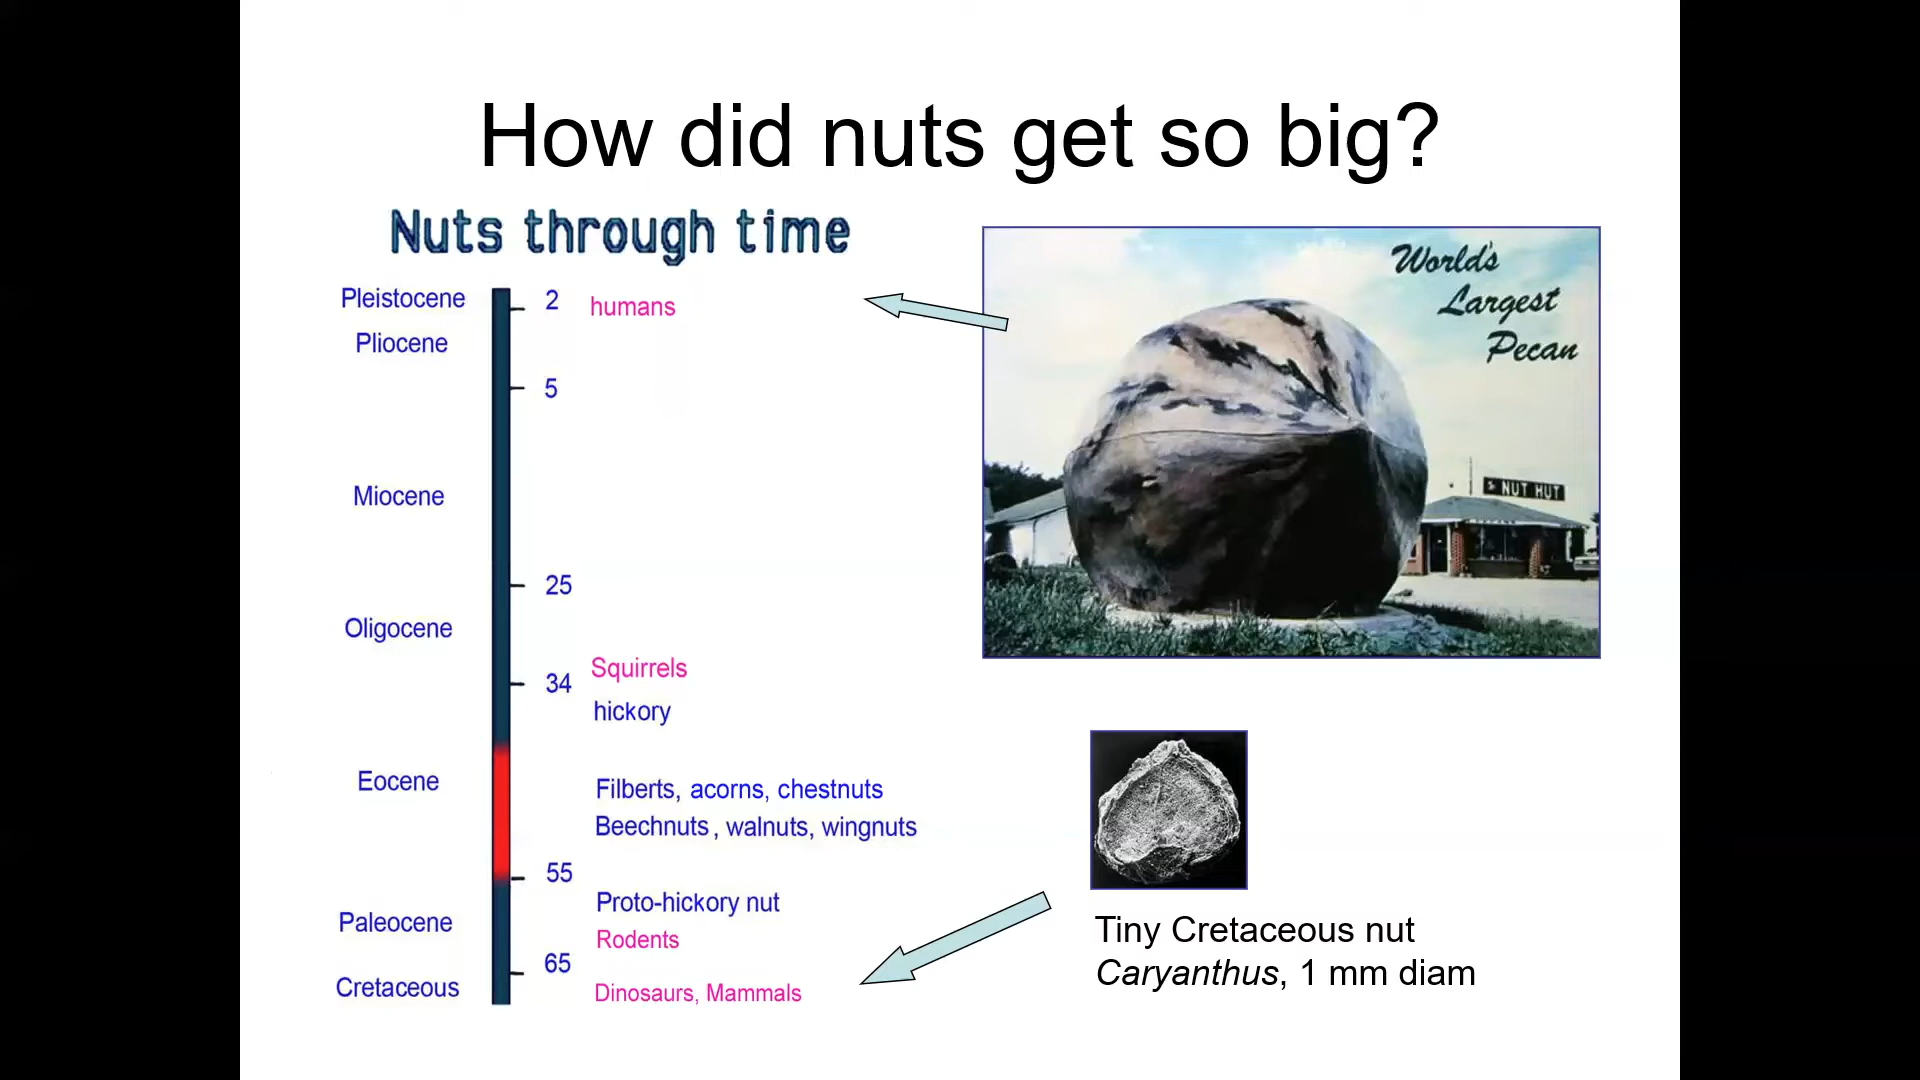 How did nuts get so big?
Nuts through time
Pleistocene 2 humans
Pliocene
5
Miocene
25
Oligocene
Squirrels
34
hickory
Eocene Filberts, acorns, chestnuts
Beechnuts, walnuts, wingnuts
55
Proto-hickory nut
Paleocene
Rodents
65
Cretaceous Dinosaurs, Mammals
World's
Largest
Pecan
NUT HUT
Tiny Cretaceous nut
Caryanthus, 1 mm diam